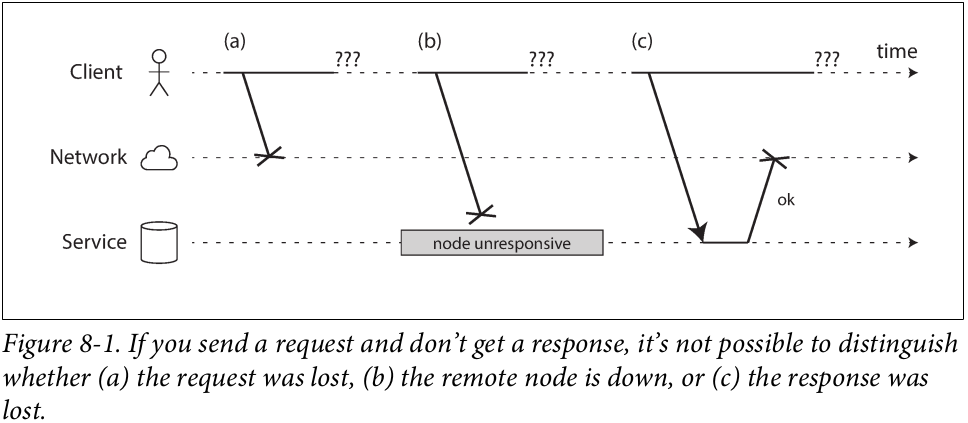 (a)
(b)
(c)
Client
???
???
???
time
Network
ok
Service
node unresponsive
Figure 8-1. If you send a request and don’t get a response, it’s not possible to distinguish
whether (a) the request was lost, (b) the remote node is down, or (c) the response was
lost.